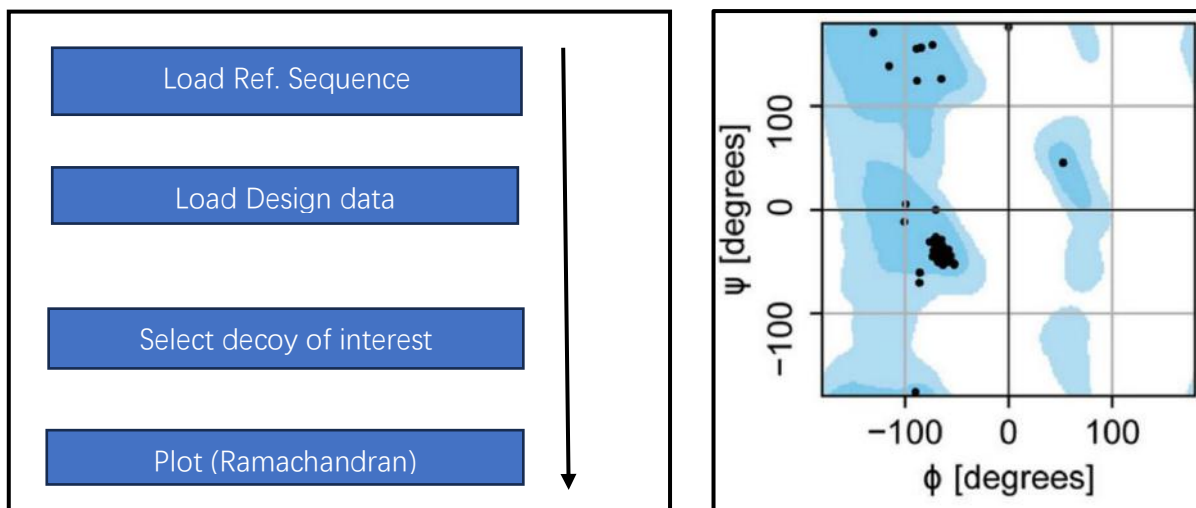 Load Ref. Sequence
Load Design data
Select decoy of interest
Plot (Ramachandran)
ψ [degrees]
100
0
−100
−100 0 100
ϕ [degrees]